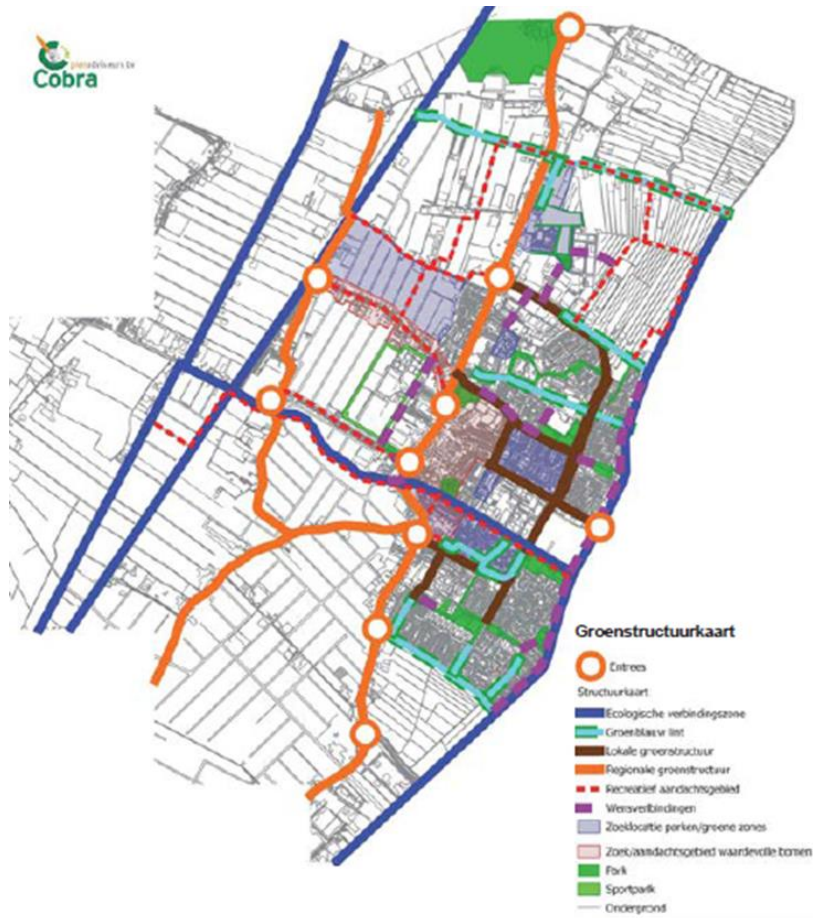 Cobra
Groenstructuurkaart
Entrees
Structuurkaart
Ecologische verbindingszone
Groenblauw lint
Lokale groenstructuur
Regionale groenstructuur
Recreatief aandachtsgebied
Wensverbindingen
Zoeklocatie parken/groene zones
Zoek/aandachtsgebied waardevolle bomen
Park
Sportpark
Ondergrond